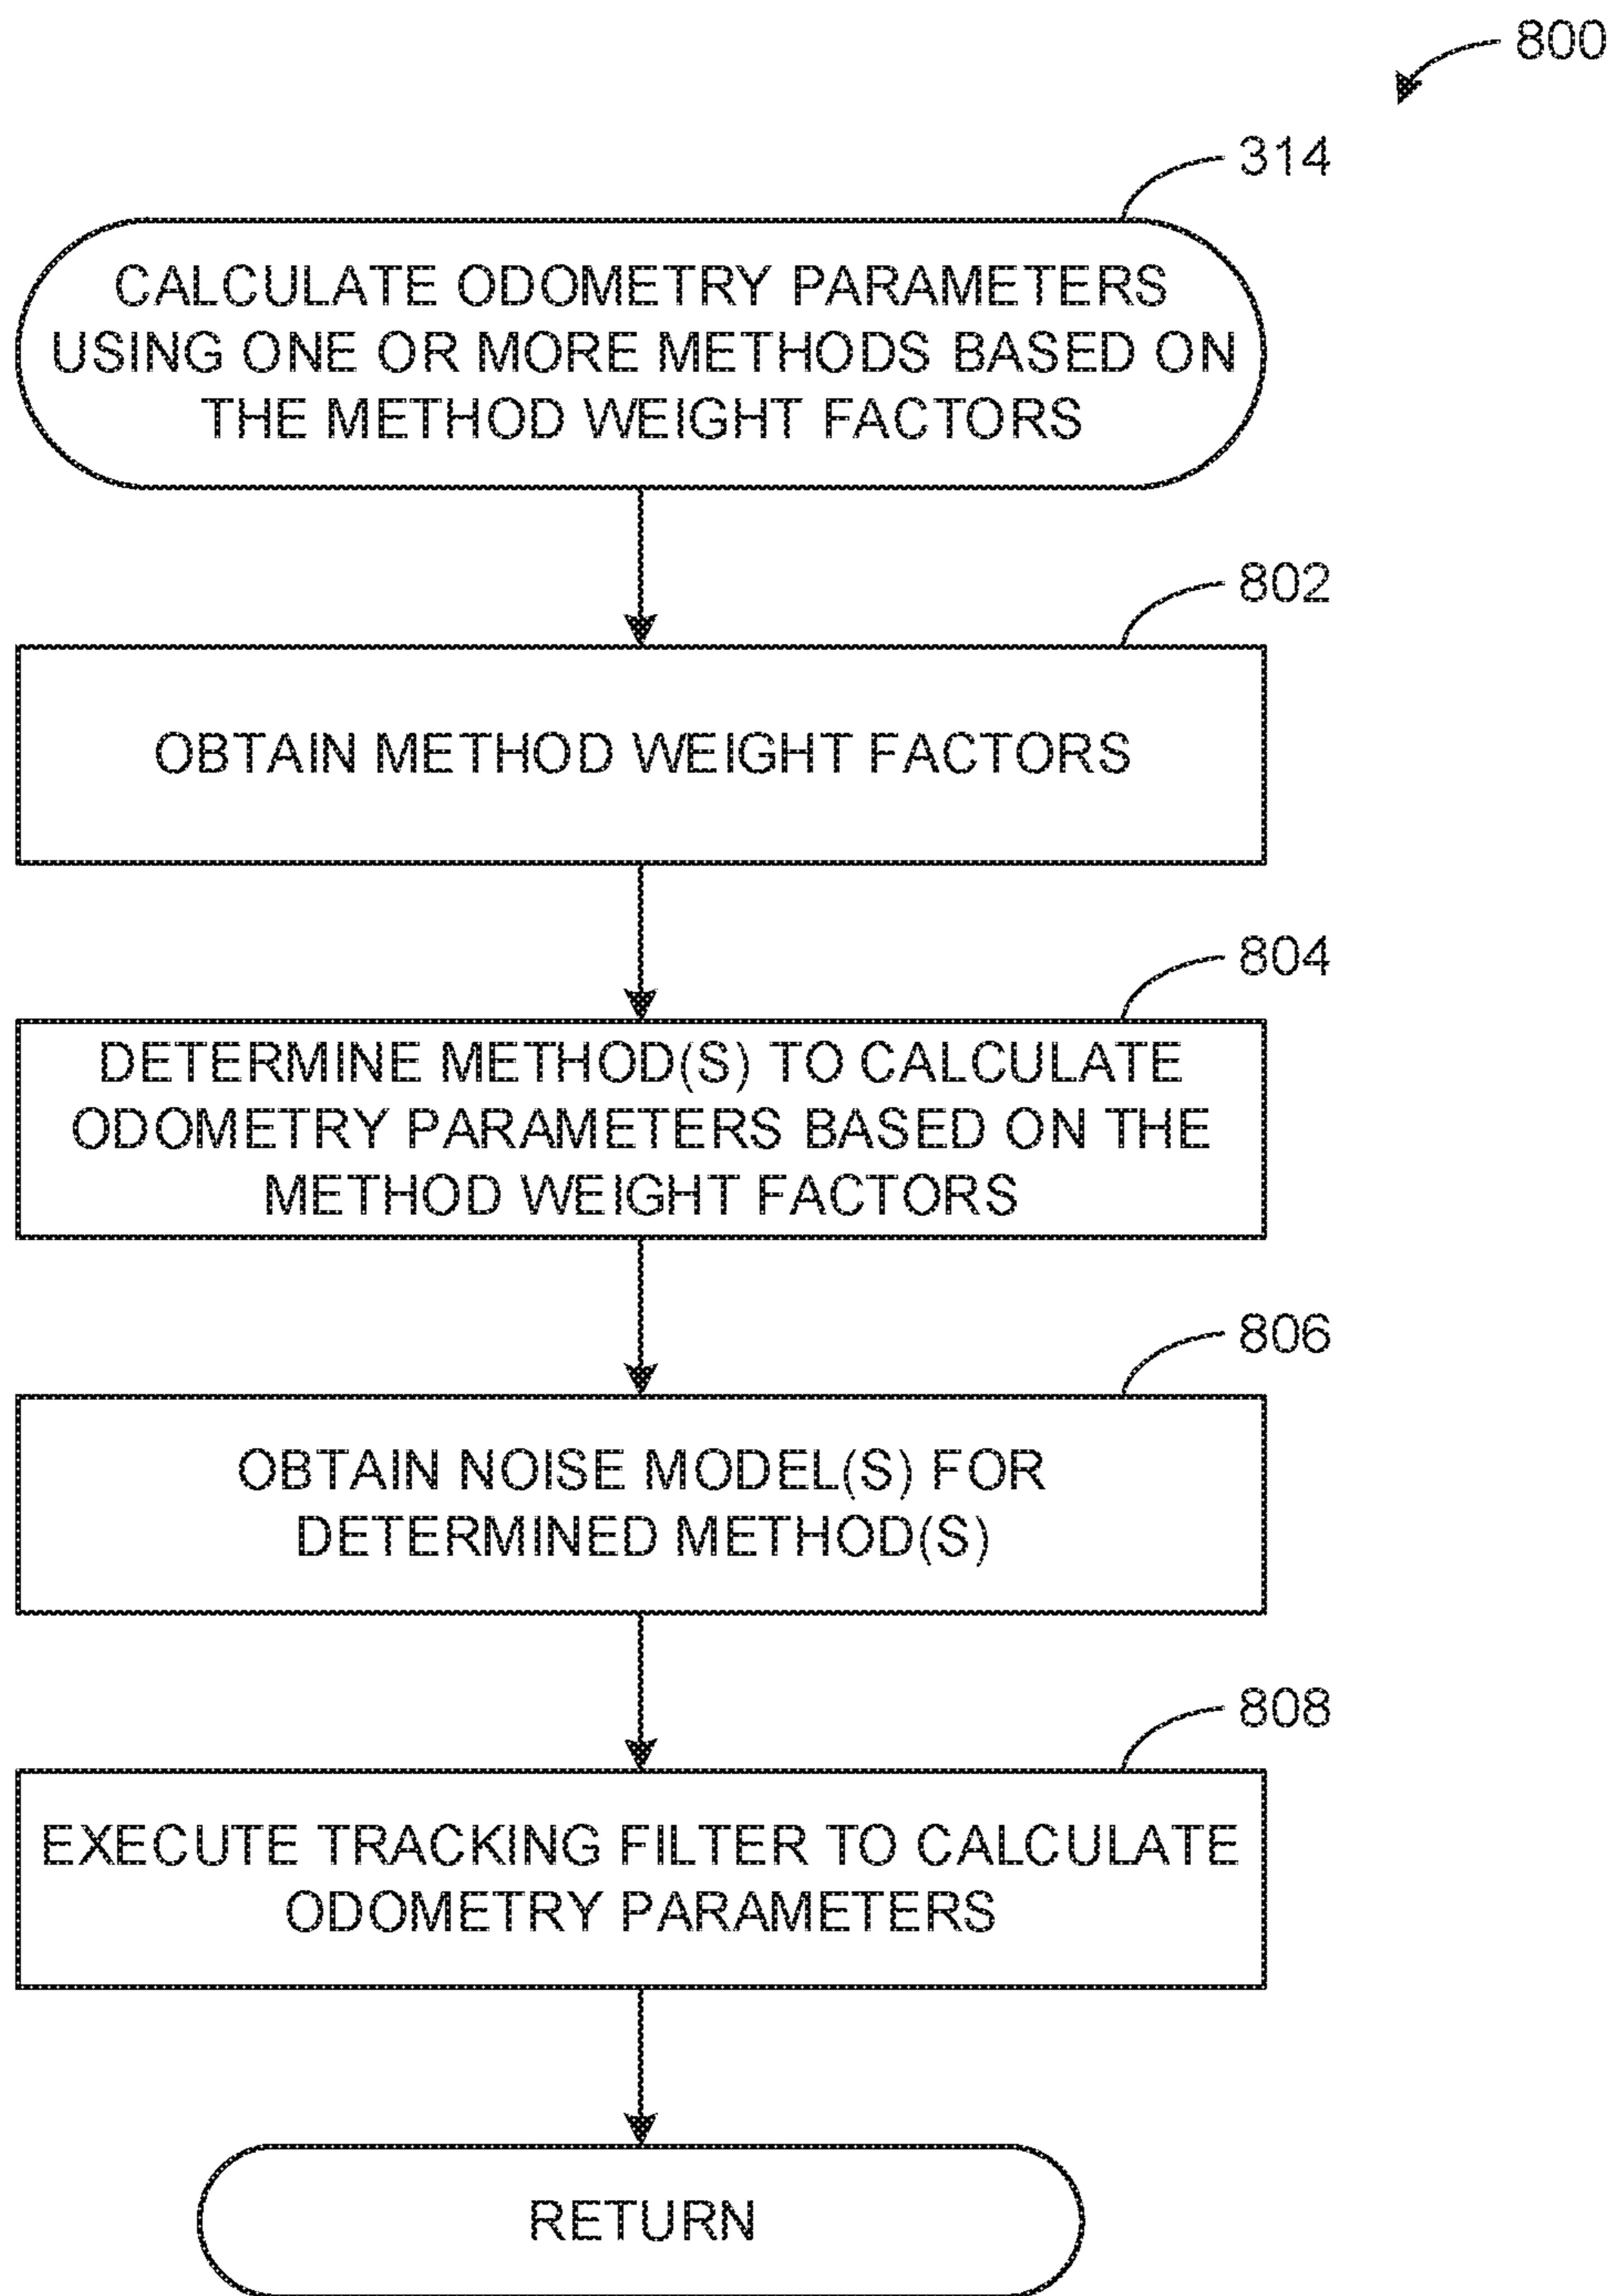 800
314
CALCULATE ODOMETRY PARAMETERS
USING ONE OR MORE METHODS BASED ON
THE METHOD WEIGHT FACTORS
802
OBTAIN METHOD WEIGHT FACTORS
804
DETERMINE METHOD(S) TO CALCULATE
ODOMETRY PARAMETERS BASED ON THE
METHOD WEIGHT FACTORS
806
OBTAIN NOISE MODEL(S) FOR
DETERMINED METHOD(S)
808
EXECUTE TRACKING FILTER TO CALCULATE
ODOMETRY PARAMETERS
RETURN